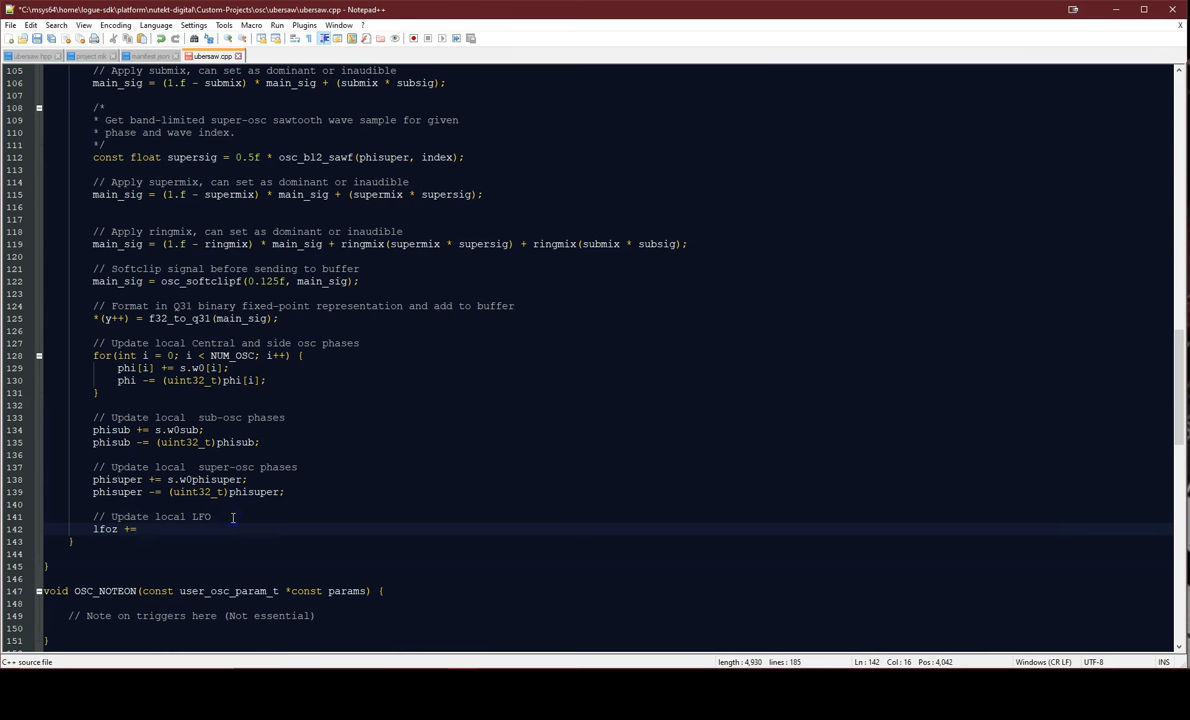 *C:\msys64\home\logue-sdk\platform\nutekt-digital\Custom-Projects\osc\ubersaw\ubersaw.cpp - Notepad++
File Edit Search View Encoding Language Settings Tools Macro Run Plugins Window ?
X
ubersaw.hpp project.mk manifest.json ubersaw.cpp
105 // Apply submix, can set as dominant or inaudible
106 main_sig = (1.f - submix) * main_sig + (submix * subsig);
107
108 /*
109 * Get band-limited super-osc sawtooth wave sample for given
110 * phase and wave index.
111 */
112 const float supersig = 0.5f * osc_bl2_sawf(phisuper, index);
113
114 // Apply supermix, can set as dominant or inaudible
115 main_sig = (1.f - supermix) * main_sig + (supermix * supersig);
116
117
118 // Apply ringmix, can set as dominant or inaudible
119 main_sig = (1.f - ringmix) * main_sig + ringmix(supermix * supersig) + ringmix(submix * subsig);
120
121 // Softclip signal before sending to buffer
122 main_sig = osc_softclipf(0.125f, main_sig);
123
124 // Format in Q31 binary fixed-point representation and add to buffer
125 *(y++) = f32_to_q31(main_sig);
126
127 // Update local Central and side osc phases
128 for(int i = 0; i < NUM_OSC; i++) {
129 phi[i] += s.w0[i];
130 phi -= (uint32_t)phi[i];
131 }
132
133 // Update local  sub-osc phases
134 phisub += s.w0sub;
135 phisub -= (uint32_t)phisub;
136
137 // Update local  super-osc phases
138 phisuper += s.w0phisuper;
139 phisuper -= (uint32_t)phisuper;
140
141 // Update local LFO
142 lfoz +=
143 }
144
145 }
146
147 void OSC_NOTEON(const user_osc_param_t *const params) {
148
149 // Note on triggers here (Not essential)
150
151 }
C++ source file length : 4,930 lines : 185 Ln : 142 Col : 16 Pos : 4,042 Windows (CR LF) UTF-8 INS